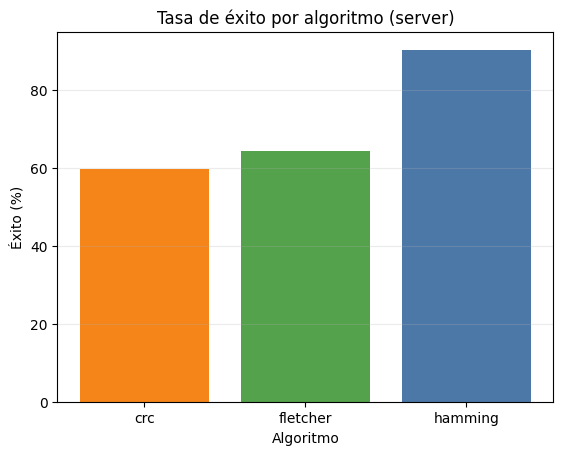 Tasa de éxito por algoritmo (server)
Éxito (%)
80
60
40
20
0
crc
fletcher
hamming
Algoritmo